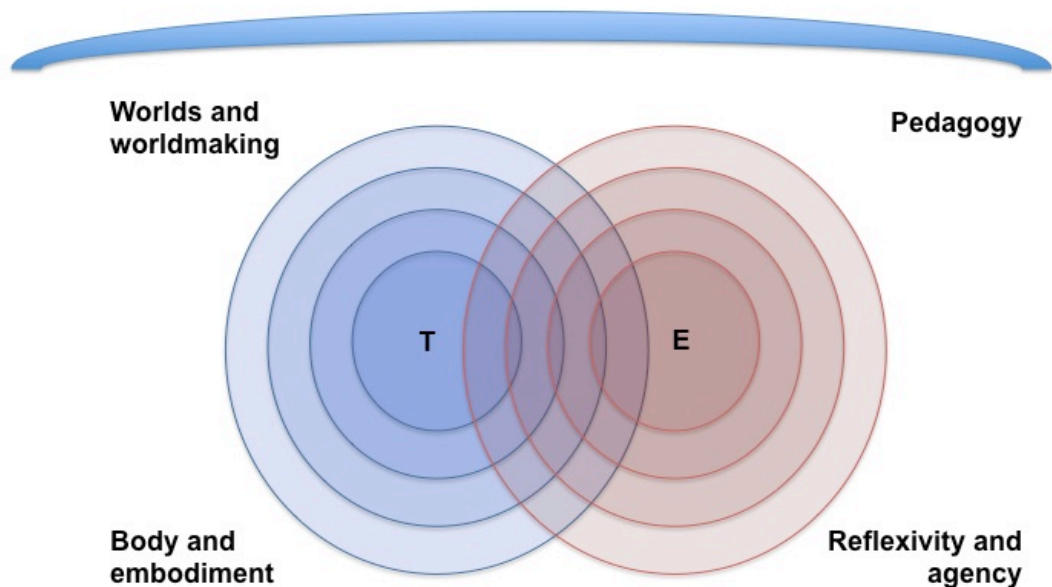 Worlds and
worldmaking
Pedagogy
T
E
Body and
embodiment
Reflexivity and
agency